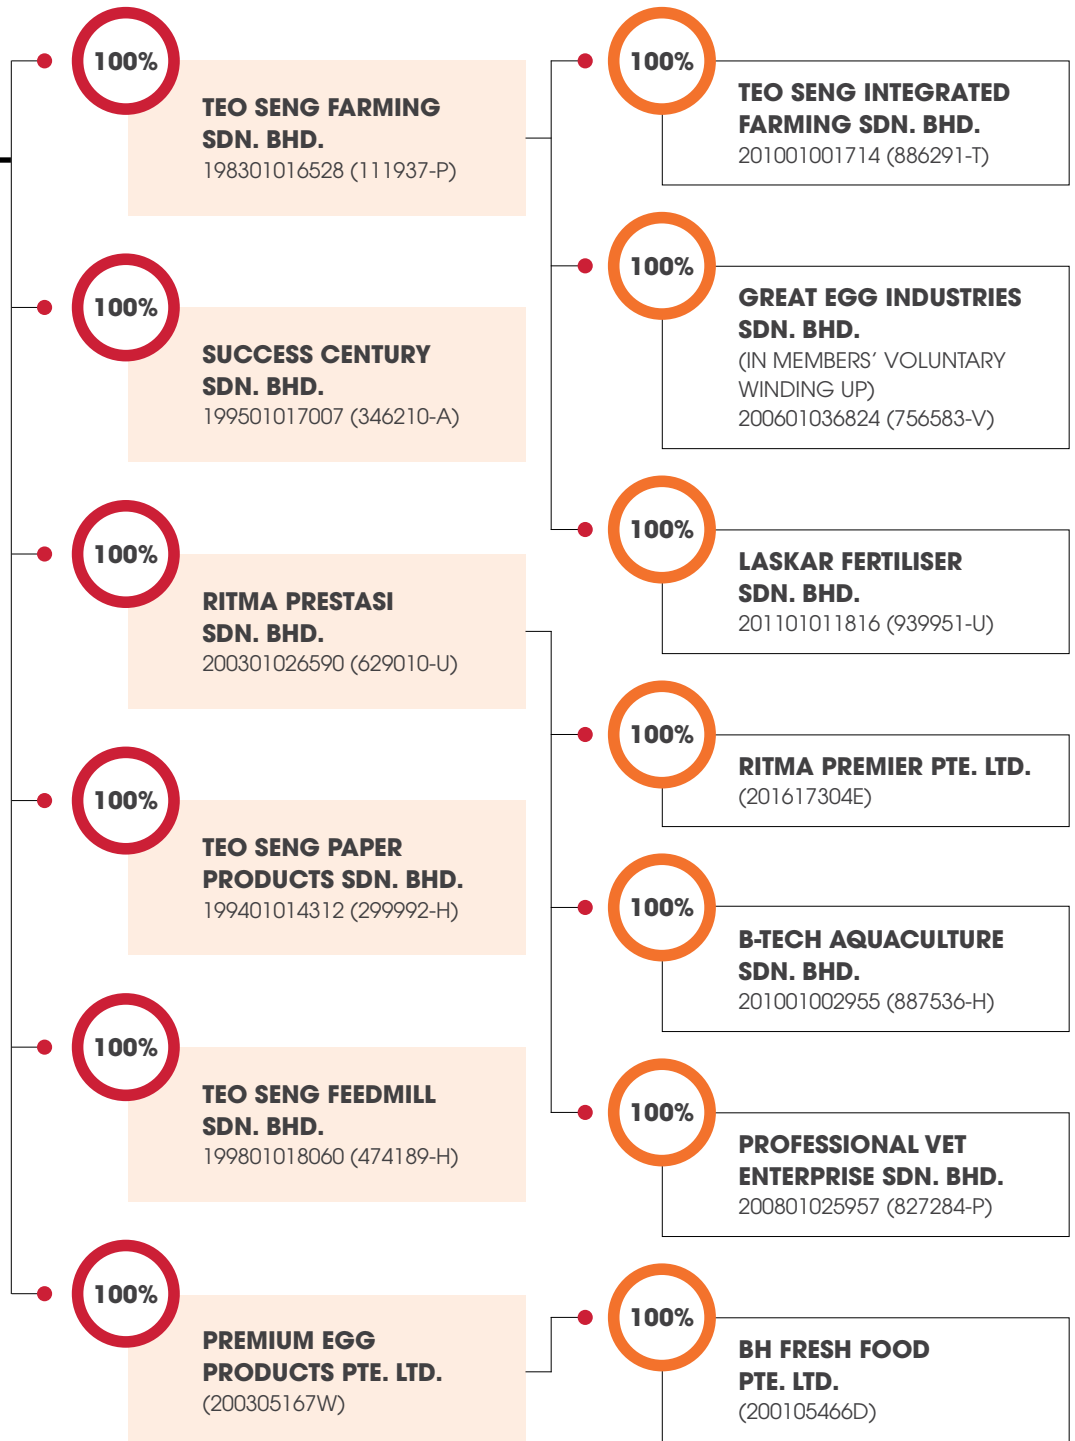 100%
TEO SENG FARMING
SDN. BHD.
198301016528 (111937-P)
100%
SUCCESS CENTURY
SDN. BHD.
199501017007 (346210-A)
100%
RITMA PRESTASI
SDN. BHD.
200301026590 (629010-U)
100%
TEO SENG PAPER
PRODUCTS SDN. BHD.
199401014312 (299992-H)
100%
TEO SENG FEEDMILL
SDN. BHD.
199801018060 (474189-H)
100%
PREMIUM EGG
PRODUCTS PTE. LTD.
(200305167W)
100%
TEO SENG INTEGRATED
FARMING SDN. BHD.
201001001714 (886291-T)
100%
GREAT EGG INDUSTRIES
SDN. BHD.
(IN MEMBERS’ VOLUNTARY
WINDING UP)
200601036824 (756583-V)
100%
LASKAR FERTILISER
SDN. BHD.
201101011816 (939951-U)
100%
RITMA PREMIER PTE. LTD.
(201617304E)
100%
B-TECH AQUACULTURE
SDN. BHD.
201001002955 (887536-H)
100%
PROFESSIONAL VET
ENTERPRISE SDN. BHD.
200801025957 (827284-P)
100%
BH FRESH FOOD
PTE. LTD.
(200105466D)